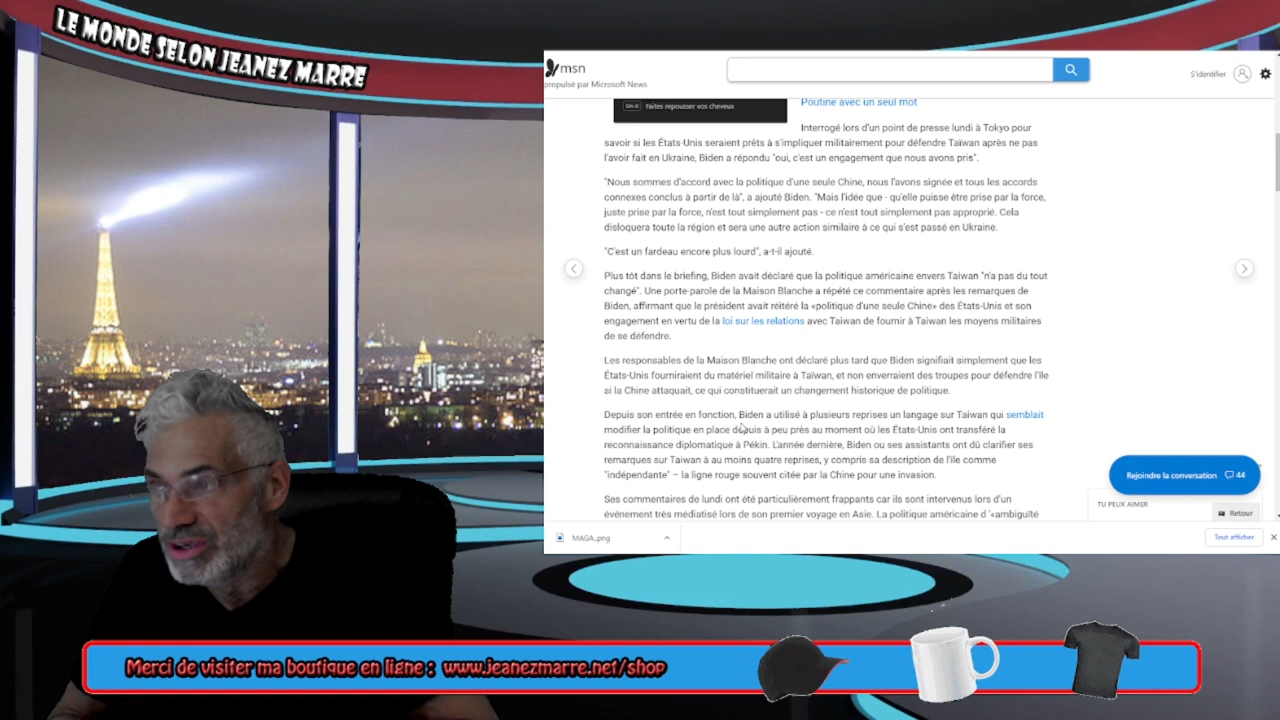 LE MONDE SELON JEANEZ MARRE
msn
propulsé par Microsoft News
S'identifier
Faites repousser vos cheveux
Poutine avec un seul mot
Interrogé lors d'un point de presse lundi à Tokyo pour
savoir si les États-Unis seraient prêts à s'impliquer militairement pour défendre Taïwan après ne pas
l'avoir fait en Ukraine, Biden a répondu "oui, c'est un engagement que nous avons pris".
"Nous sommes d'accord avec la politique d'une seule Chine, nous l'avons signée et tous les accords
connexes conclus à partir de là", a ajouté Biden. "Mais l'idée que - qu'elle puisse être prise par la force,
juste prise par la force, n'est tout simplement pas - ce n'est tout simplement pas approprié. Cela
disloquera toute la région et sera une autre action similaire à ce qui s'est passé en Ukraine.
"C'est un fardeau encore plus lourd", a-t-il ajouté.
Plus tôt dans le briefing, Biden avait déclaré que la politique américaine envers Taiwan "n'a pas du tout
changé". Une porte-parole de la Maison Blanche a répété ce commentaire après les remarques de
Biden, affirmant que le président avait réitéré la «politique d'une seule Chine» des États-Unis et son
engagement en vertu de la loi sur les relations avec Taiwan de fournir à Taiwan les moyens militaires
de se défendre.
Les responsables de la Maison Blanche ont déclaré plus tard que Biden signifiait simplement que les
États-Unis fourniraient du matériel militaire à Taïwan, et non enverraient des troupes pour défendre l'île
si la Chine attaquait, ce qui constituerait un changement historique de politique.
Depuis son entrée en fonction, Biden a utilisé à plusieurs reprises un langage sur Taiwan qui semblait
modifier la politique en place depuis à peu près au moment où les États-Unis ont transféré la
reconnaissance diplomatique à Pékin. L'année dernière, Biden ou ses assistants ont dû clarifier ses
remarques sur Taiwan à au moins quatre reprises, y compris sa description de l'île comme
"indépendante" – la ligne rouge souvent citée par la Chine pour une invasion.
Ses commentaires de lundi ont été particulièrement frappants car ils sont intervenus lors d'un
événement très médiatisé lors de son premier voyage en Asie. La politique américaine d '«ambiguïté
Rejoindre la conversation 44
TU PEUX AIMER
Retour
MAGA.png
Tout afficher
Merci de visiter ma boutique en ligne : www.jeanezmarre.net/shop